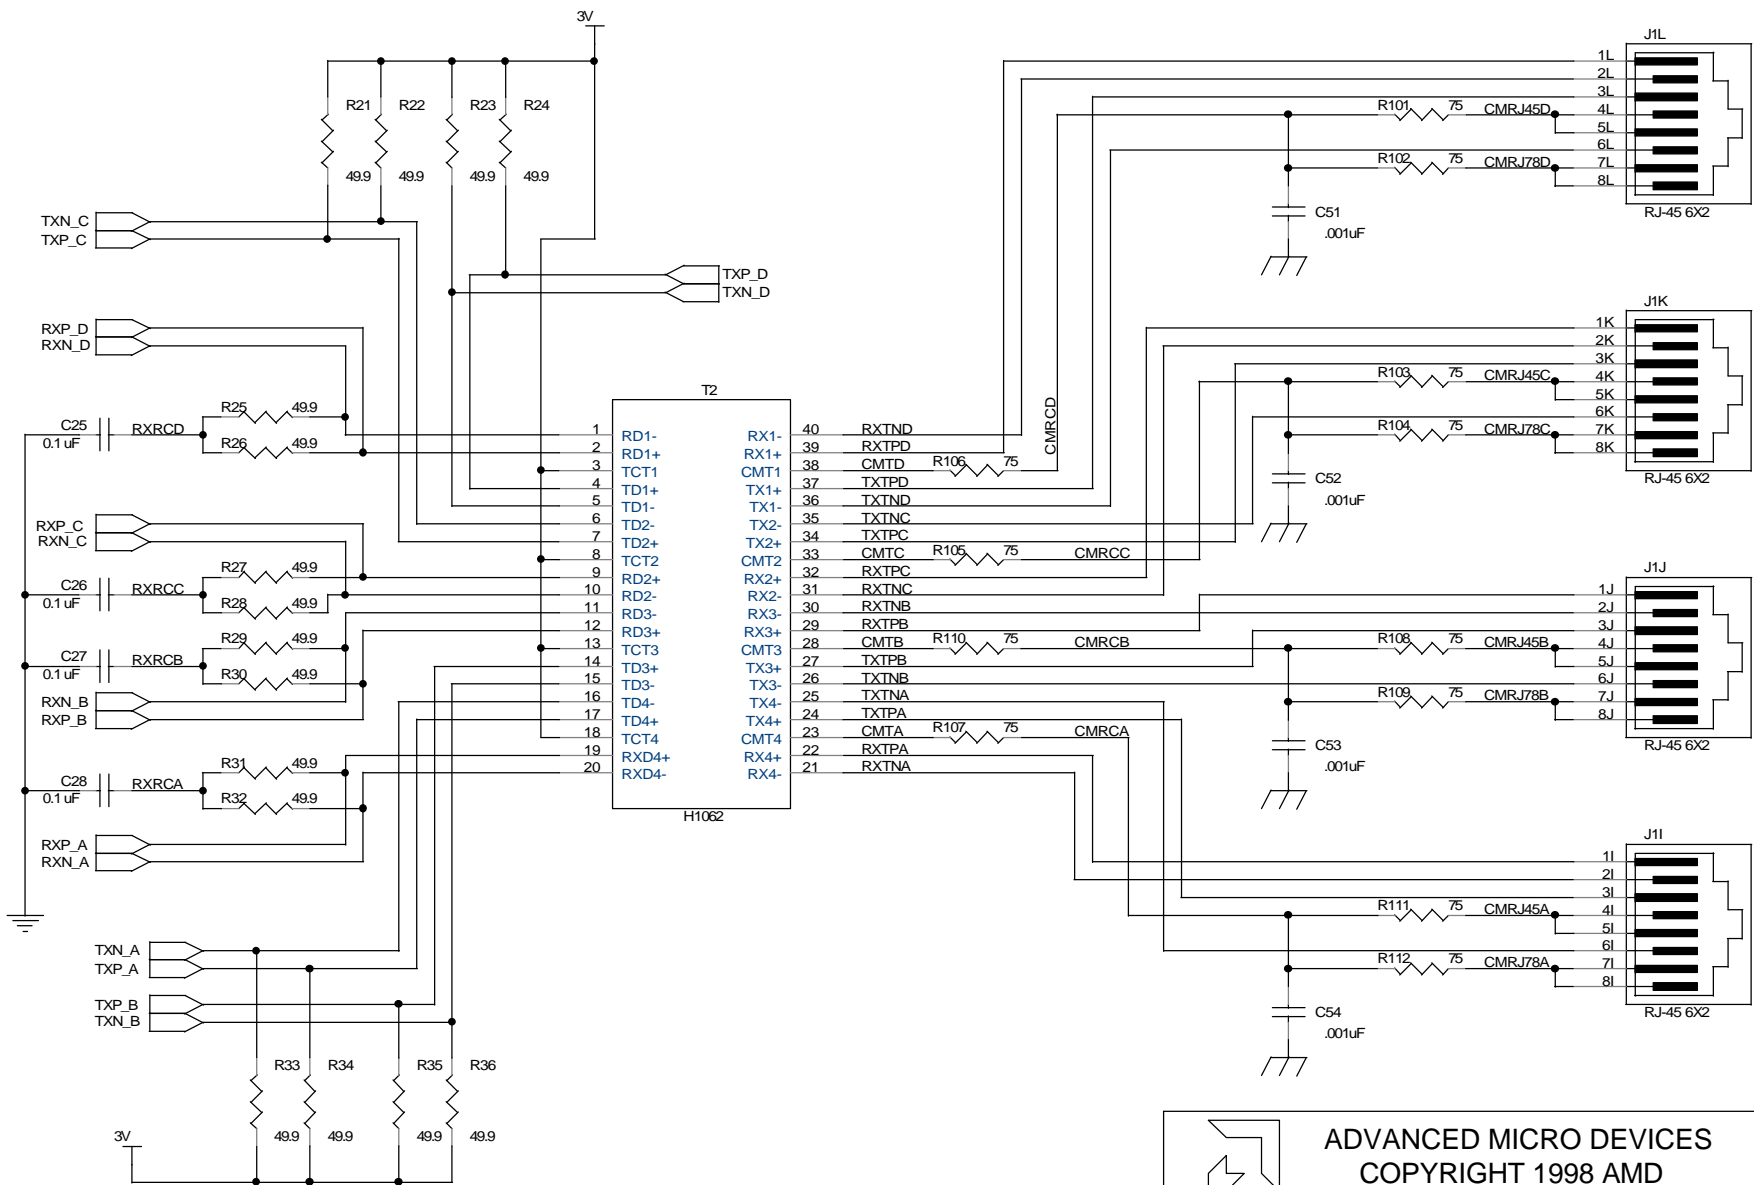 3V
R21 R22 R23 R24
49.9 49.9 49.9 49.9
TXN_C
TXP_C
TXP_D
TXN_D
RXP_D
RXN_D
C25
0.1 uF
RXRCD
R25 49.9
R26 49.9
RXP_C
RXN_C
C26
0.1 uF
RXRCC
R27 49.9
R28 49.9
C27
0.1 uF
RXRCB
R29 49.9
R30 49.9
RXN_B
RXP_B
C28
0.1 uF
RXRCA
R31 49.9
R32 49.9
RXP_A
RXN_A
TXN_A
TXP_A
TXP_B
TXN_B
R33 R34 R35 R36
49.9 49.9 49.9 49.9
3V
T2
1 RD1- RX1- 40 RXTND
2 RD1+ RX1+ 39 RXTPD
3 TCT1 CMT1 38 CMTD R106 75
4 TD1+ TX1+ 37 TXTPD
5 TD1- TX1- 36 TXTND
6 TD2- TX2- 35 TXTNC
7 TD2+ TX2+ 34 TXTPC
8 TCT2 CMT2 33 CMTC R105 75 CMRCC
9 RD2+ RX2+ 32 RXTPC
10 RD2- RX2- 31 RXTNC
11 RD3- RX3- 30 RXTNB
12 RD3+ RX3+ 29 RXTPB
13 TCT3 CMT3 28 CMTB R110 75 CMRCB
14 TD3+ TX3+ 27 TXTPB
15 TD3- TX3- 26 TXTNB
16 TD4- TX4- 25 TXTNA
17 TD4+ TX4+ 24 TXTPA
18 TCT4 CMT4 23 CMTA R107 75 CMRCA
19 RXD4+ RX4+ 22 RXTPA
20 RXD4- RX4- 21 RXTNA
H1062
CMRCD
J1L
1L
2L
3L
R101 75 CMRJ45D 4L
5L
6L
R102 75 CMRJ78D 7L
8L
RJ-45 6X2
C51
.001uF
J1K
1K
2K
3K
R103 75 CMRJ45C 4K
5K
6K
R104 75 CMRJ78C 7K
8K
RJ-45 6X2
C52
.001uF
J1J
1J
2J
3J
R108 75 CMRJ45B 4J
5J
6J
R109 75 CMRJ78B 7J
8J
RJ-45 6X2
C53
.001uF
J1I
1I
2I
3I
R111 75 CMRJ45A 4I
5I
6I
R112 75 CMRJ78A 7I
8I
RJ-45 6X2
C54
.001uF
ADVANCED MICRO DEVICES
COPYRIGHT 1998 AMD